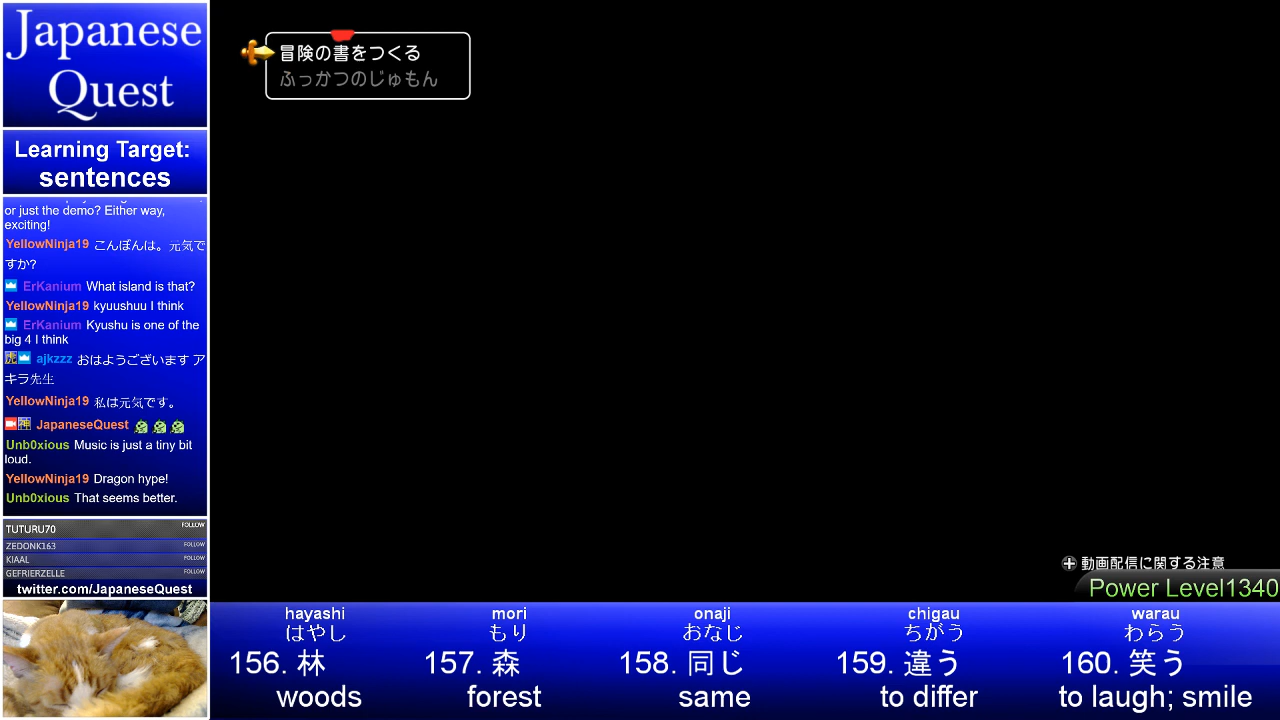 Japanese
Quest
Learning Target:
sentences
or just the demo? Either way,
exciting!
YellowNinja19 こんぽんは。元気で
すか?
ErKanium What island is that?
YellowNinja19 kyuushuu I think
ErKanium Kyushu is one of the
big 4 I think
虎 ajkzzz おはようございます ア
キラ先生
YellowNinja19 私は元気です。
神 JapaneseQuest
Unb0xious Music is just a tiny bit
loud.
YellowNinja19 Dragon hype!
Unb0xious That seems better.
TUTURU70 FOLLOW
ZEDONK163 FOLLOW
KIAAL FOLLOW
GEFRIERZELLE FOLLOW
twitter.com/JapaneseQuest
冒険の書をつくる
ふっかつのじゅもん
動画配信に関する注意
Power Level1340
hayashi mori onaji chigau warau
はやし もり おなじ ちがう わらう
156. 林 157. 森 158. 同じ 159. 違う 160. 笑う
woods forest same to differ to laugh; smile